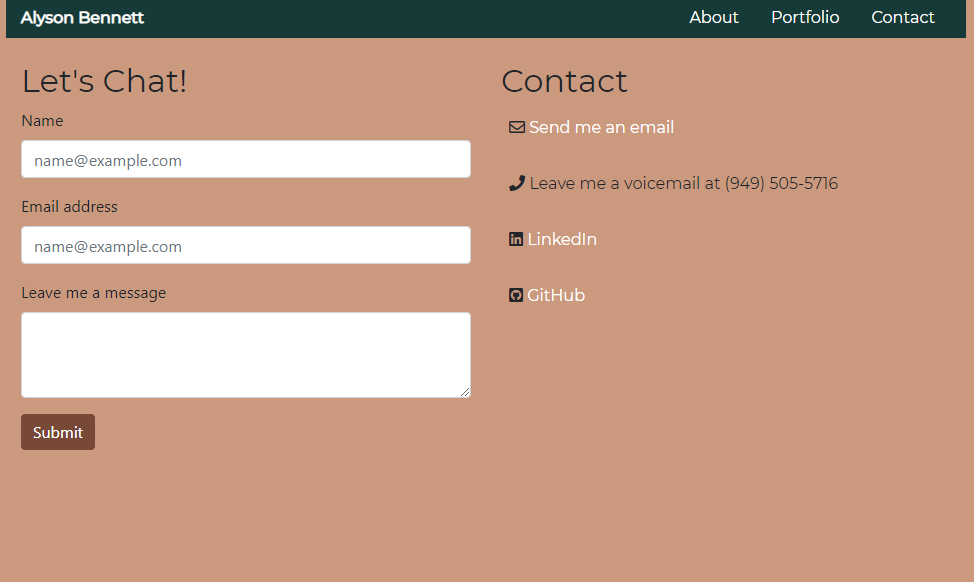 Alyson Bennett
About Portfolio Contact
Let's Chat!
Name
name@example.com
Email address
name@example.com
Leave me a message
Submit
Contact
Send me an email
Leave me a voicemail at (949) 505-5716
LinkedIn
GitHub